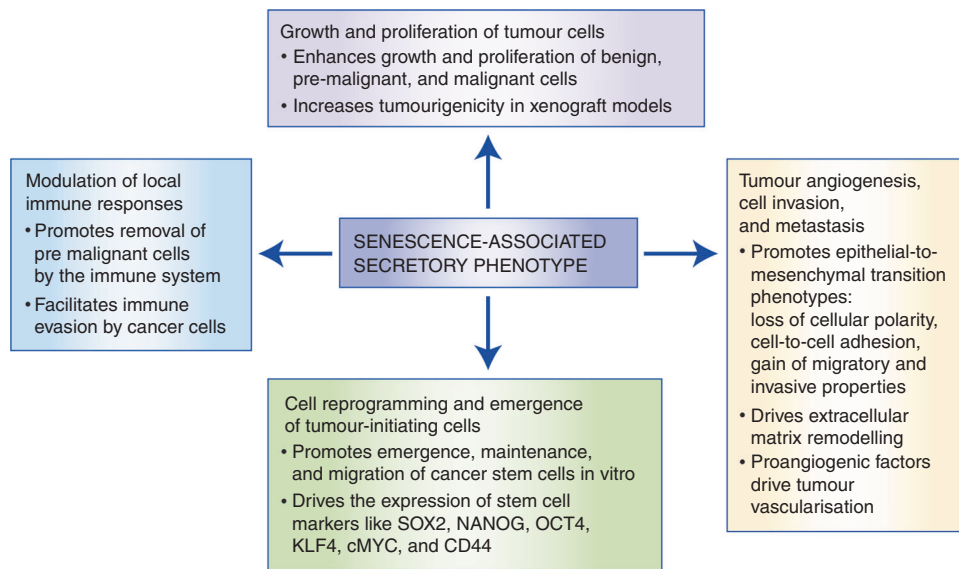 Growth and proliferation of tumour cells
• Enhances growth and proliferation of benign,
pre-malignant, and malignant cells
• Increases tumourigenicity in xenograft models
Modulation of local
immune responses
• Promotes removal of
pre malignant cells
by the immune system
• Facilitates immune
evasion by cancer cells
SENESCENCE-ASSOCIATED
SECRETORY PHENOTYPE
Tumour angiogenesis,
cell invasion,
and metastasis
• Promotes epithelial-to-
mesenchymal transition
phenotypes:
loss of cellular polarity,
cell-to-cell adhesion,
gain of migratory and
invasive properties
• Drives extracellular
matrix remodelling
• Proangiogenic factors
drive tumour
vascularisation
Cell reprogramming and emergence
of tumour-initiating cells
• Promotes emergence, maintenance,
and migration of cancer stem cells in vitro
• Drives the expression of stem cell
markers like SOX2, NANOG, OCT4,
KLF4, cMYC, and CD44